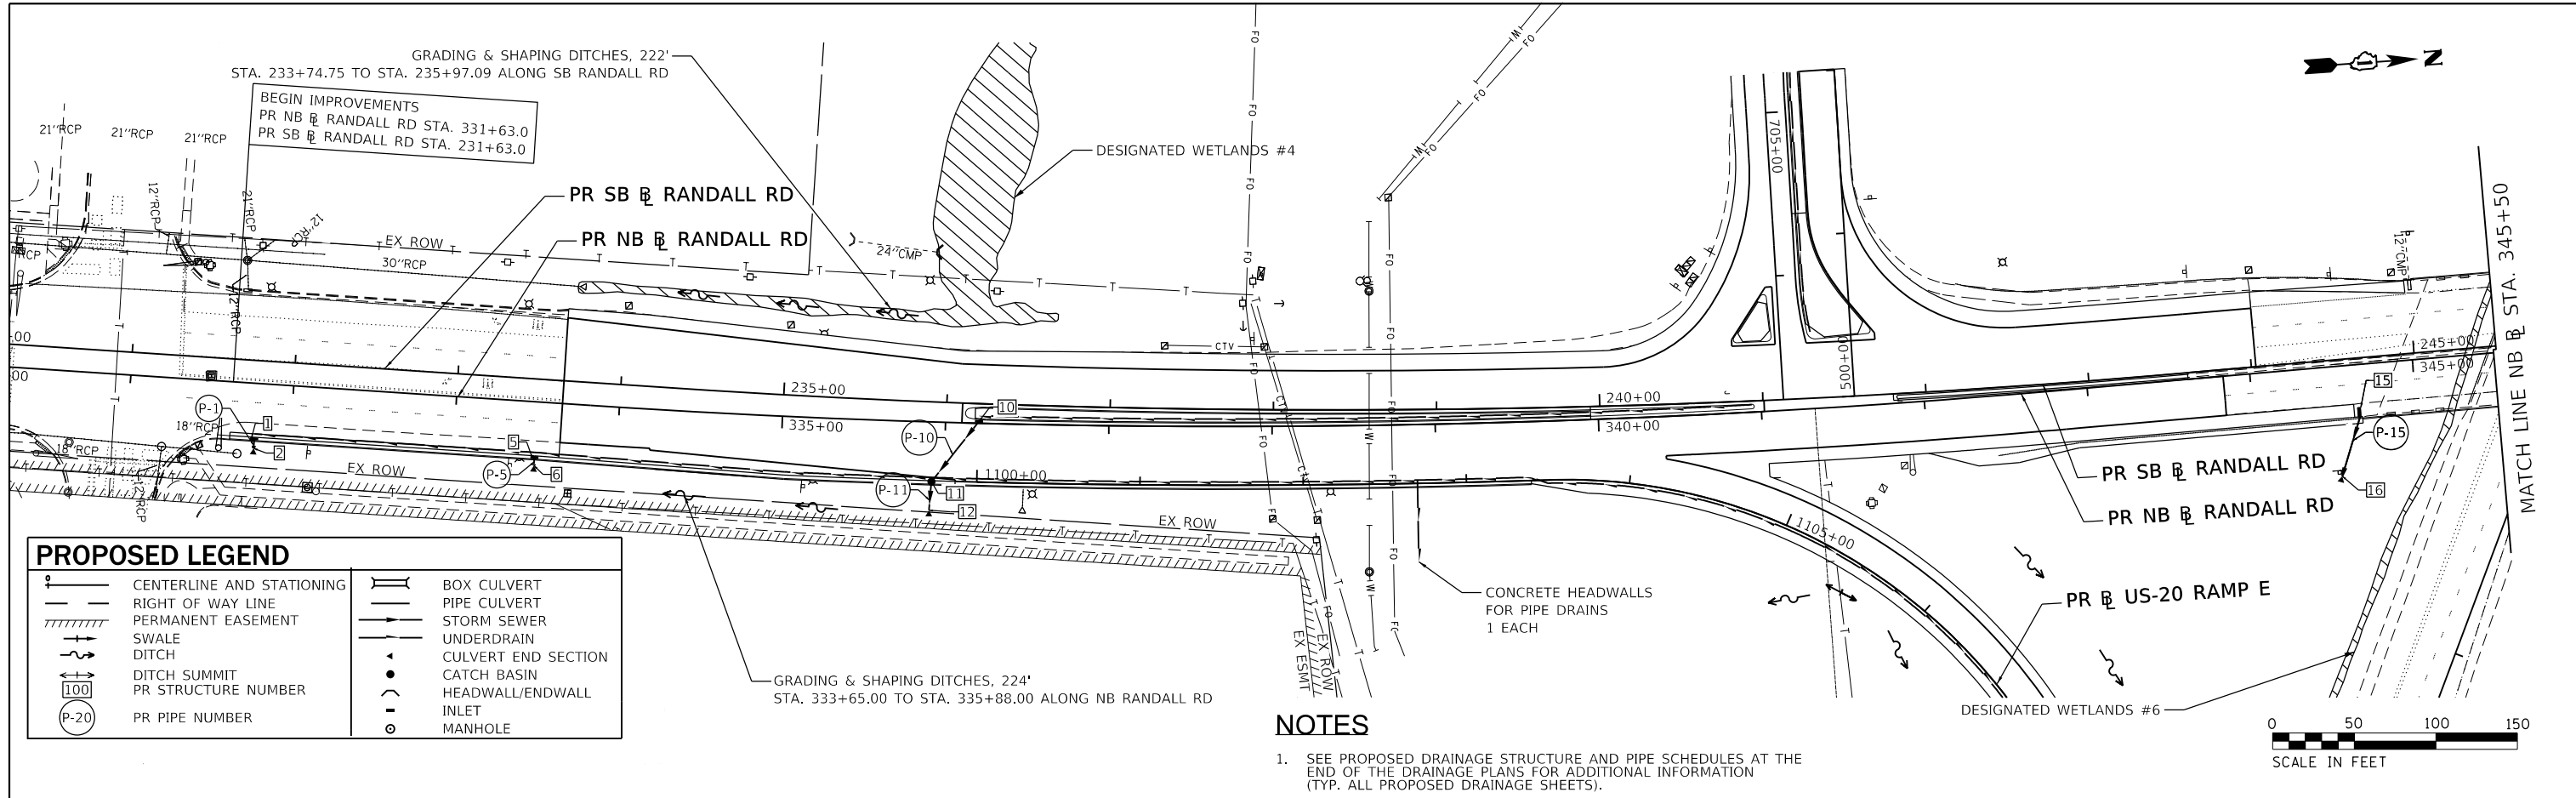 GRADING & SHAPING DITCHES, 222'
STA. 233+74.75 TO STA. 235+97.09 ALONG SB RANDALL RD
BEGIN IMPROVEMENTS
PR NB ℄ RANDALL RD STA. 331+63.0
PR SB ℄ RANDALL RD STA. 231+63.0
21"RCP
21"RCP
21"RCP
12"RCP
21"RCP
12"RCP
DESIGNATED WETLANDS #4
PR SB ℄ RANDALL RD
PR NB ℄ RANDALL RD
EX ROW
30"RCP
24"CMP
12"RCP
RCP
FO
FO
FO
FO
W
W
N
705+00
500+00
12"CMP
MATCH LINE NB ℄ STA. 345+50
CTV
235+00
335+00
240+00
340+00
245+00
345+00
.00
00
P-1
1
2
18"RCP
18"RCP
12"RCP
5
P-5
6
EX ROW
10
P-10
1100+00
P-11
11
12
EX ROW
15
P-15
16
PR SB ℄ RANDALL RD
PR NB ℄ RANDALL RD
1105+00
PR ℄ US-20 RAMP E
EX ESMT
EX ROW
CONCRETE HEADWALLS
FOR PIPE DRAINS
1 EACH
GRADING & SHAPING DITCHES, 224'
STA. 333+65.00 TO STA. 335+88.00 ALONG NB RANDALL RD
DESIGNATED WETLANDS #6
PROPOSED LEGEND
CENTERLINE AND STATIONING
RIGHT OF WAY LINE
PERMANENT EASEMENT
SWALE
DITCH
DITCH SUMMIT
100 PR STRUCTURE NUMBER
P-20 PR PIPE NUMBER
BOX CULVERT
PIPE CULVERT
STORM SEWER
UNDERDRAIN
CULVERT END SECTION
CATCH BASIN
HEADWALL/ENDWALL
INLET
MANHOLE
NOTES
1. SEE PROPOSED DRAINAGE STRUCTURE AND PIPE SCHEDULES AT THE
END OF THE DRAINAGE PLANS FOR ADDITIONAL INFORMATION
(TYP. ALL PROPOSED DRAINAGE SHEETS).
0 50 100 150
SCALE IN FEET